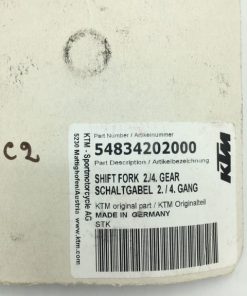 C2
KTM - Sportmotorcycle AG
5230 Mattighofen/Austria www.ktm.com
Part Number / Artikelnummer
54834202000
Part Description / Artikelbezeichnung
SHIFT FORK 2./4. GEAR
SCHALTGABEL 2. / 4. GANG
KTM original part / KTM Originalteil
MADE IN GERMANY
STK
KTM